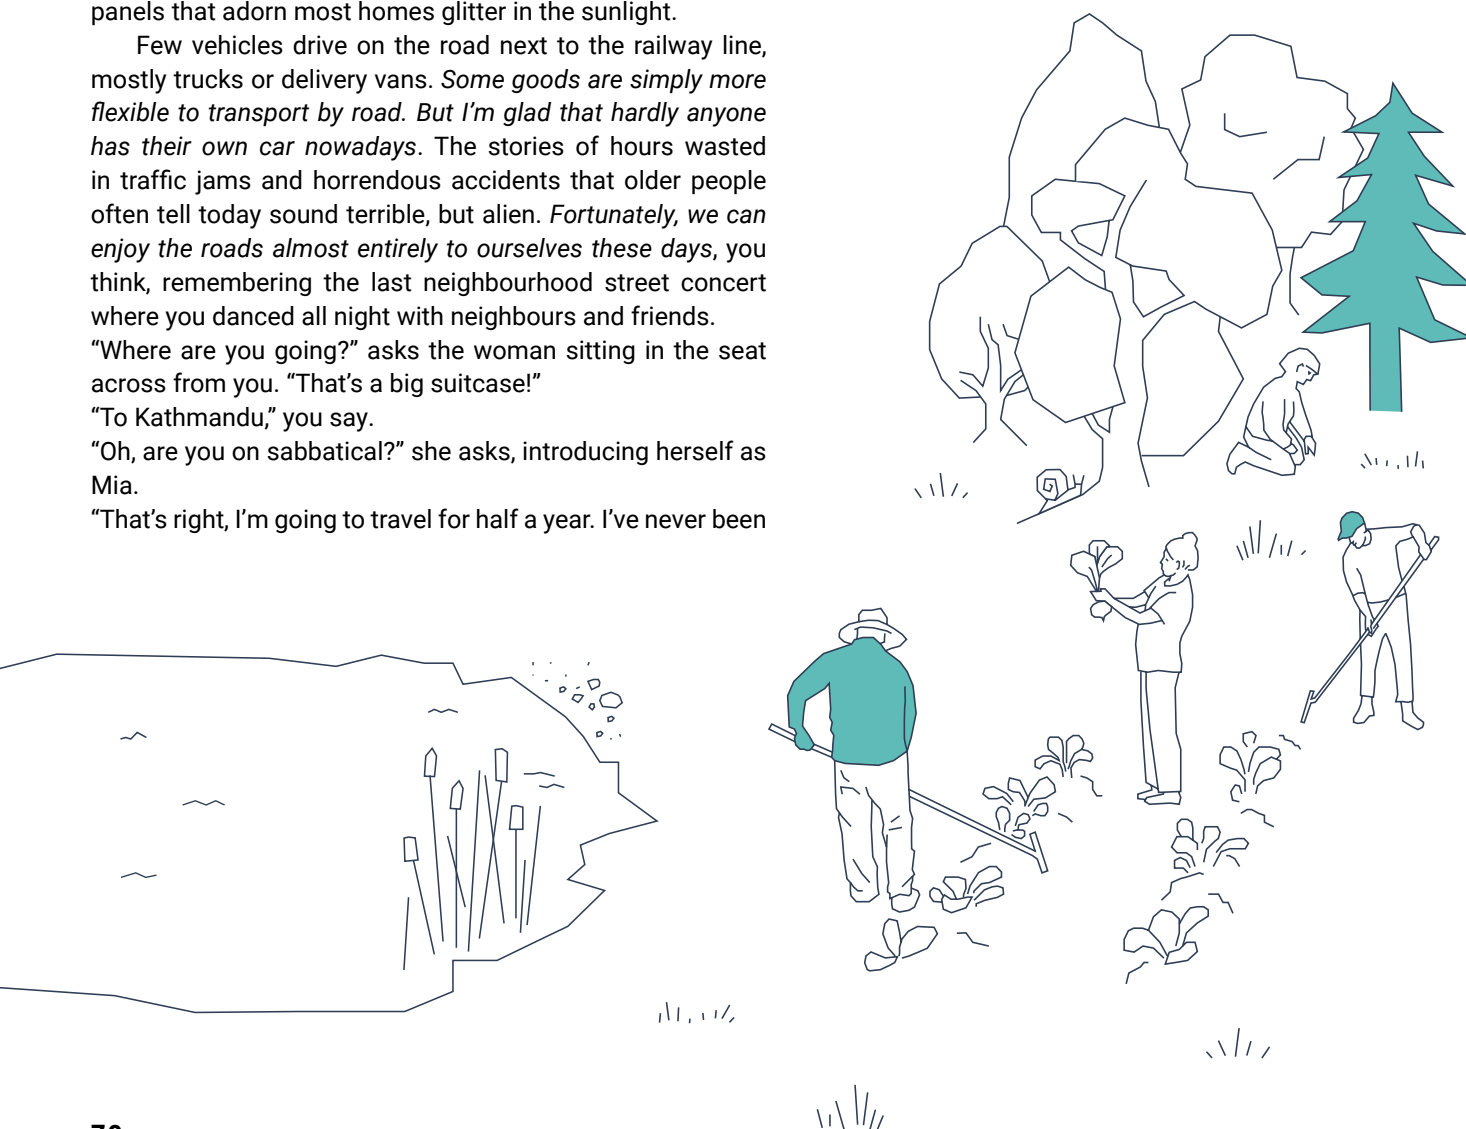 panels that adorn most homes glitter in the sunlight.
Few vehicles drive on the road next to the railway line,
mostly trucks or delivery vans. Some goods are simply more
flexible to transport by road. But I’m glad that hardly anyone
has their own car nowadays. The stories of hours wasted
in traffic jams and horrendous accidents that older people
often tell today sound terrible, but alien. Fortunately, we can
enjoy the roads almost entirely to ourselves these days, you
think, remembering the last neighbourhood street concert
where you danced all night with neighbours and friends.
“Where are you going?” asks the woman sitting in the seat
across from you. “That’s a big suitcase!”
“To Kathmandu,” you say.
“Oh, are you on sabbatical?” she asks, introducing herself as
Mia.
“That’s right, I’m going to travel for half a year. I’ve never been